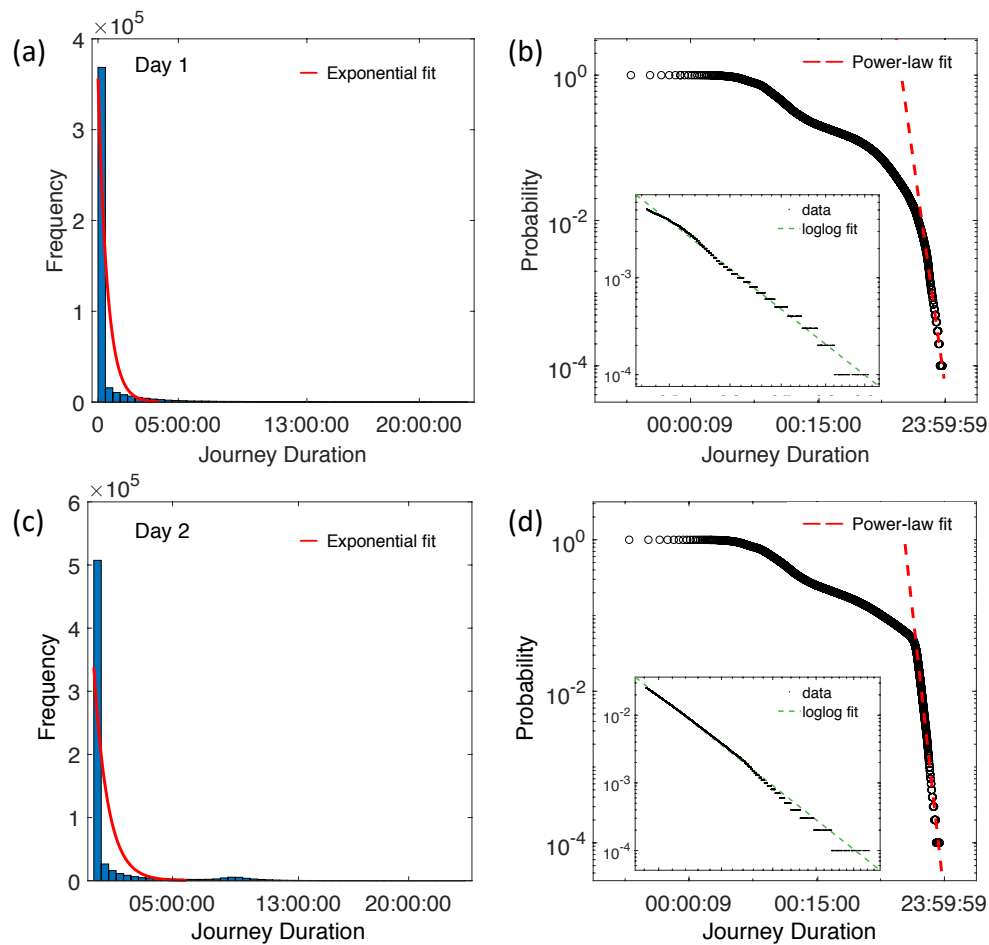 (a)
×10^5
Day 1
Exponential fit
Frequency
4
3
2
1
0
0 05:00:00 13:00:00 20:00:00
Journey Duration
(b)
Power-law fit
Probability
10^0
10^-2
10^-4
data
loglog fit
10^-3
10^-4
00:00:09 00:15:00 23:59:59
Journey Duration
(c)
×10^5
Day 2
Exponential fit
Frequency
6
5
4
3
2
1
0
05:00:00 13:00:00 20:00:00
Journey Duration
(d)
Power-law fit
Probability
10^0
10^-2
10^-4
data
loglog fit
10^-2
10^-3
10^-4
00:00:09 00:15:00 23:59:59
Journey Duration